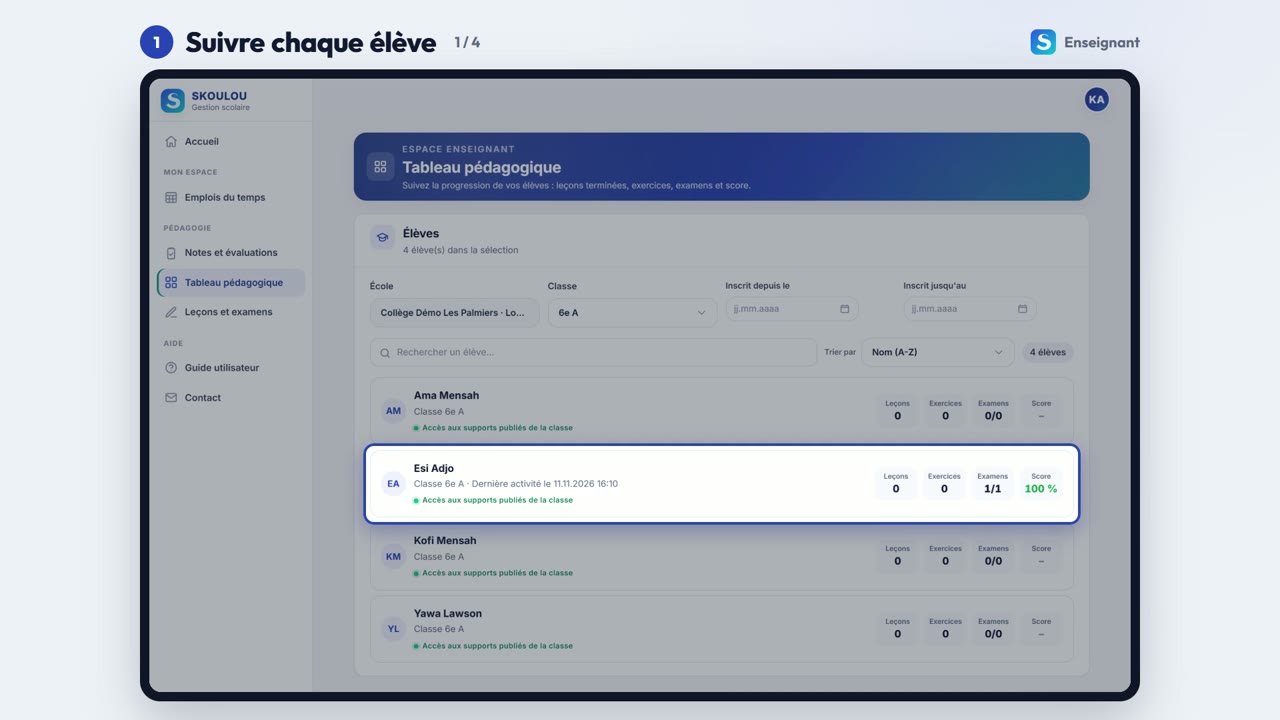 1 Suivre chaque élève 1 / 4
S Enseignant
S SKOULOU
Gestion scolaire
KA
Accueil
MON ESPACE
Emplois du temps
PÉDAGOGIE
Notes et évaluations
Tableau pédagogique
Leçons et examens
AIDE
Guide utilisateur
Contact
ESPACE ENSEIGNANT
Tableau pédagogique
Suivez la progression de vos élèves : leçons terminées, exercices, examens et score.
Élèves
4 élève(s) dans la sélection
École Classe Inscrit depuis le Inscrit jusqu'au
Collège Démo Les Palmiers · Lo... 6e A jj.mm.aaaa jj.mm.aaaa
Rechercher un élève... Trier par Nom (A-Z) 4 élèves
AM
Ama Mensah
Classe 6e A
Accès aux supports publiés de la classe
Leçons Exercices Examens Score
0 0 0/0 –
EA
Esi Adjo
Classe 6e A · Dernière activité le 11.11.2026 16:10
Accès aux supports publiés de la classe
Leçons Exercices Examens Score
0 0 1/1 100 %
KM
Kofi Mensah
Classe 6e A
Accès aux supports publiés de la classe
Leçons Exercices Examens Score
0 0 0/0 –
YL
Yawa Lawson
Classe 6e A
Accès aux supports publiés de la classe
Leçons Exercices Examens Score
0 0 0/0 –